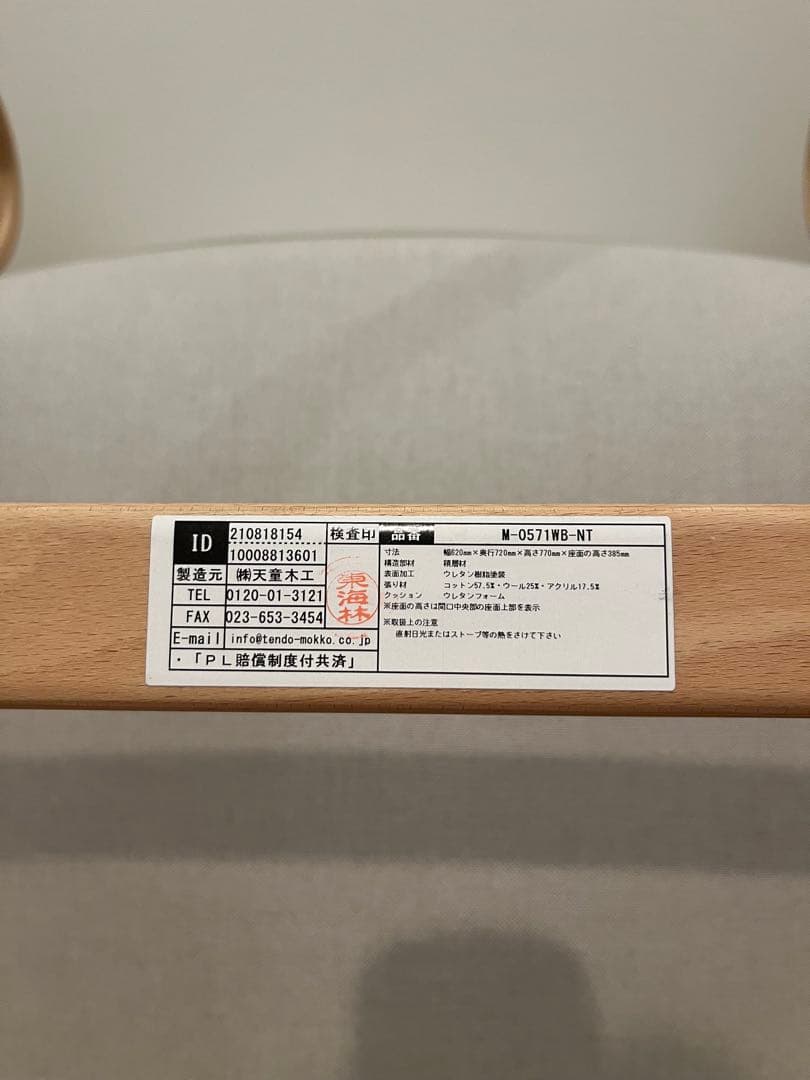 ID
210818154
10008813601
検査印
製造元
㈱天童木工
TEL
0120-01-3121
FAX
023-653-3454
E-mail
info@tendo-mokko.co.jp
・「PL賠償制度付共済」
東海林
品番
M-0571WB-NT
寸法 幅620mm×奥行720mm×高さ770mm×座面の高さ385mm
構造部材 積層材
表面加工 ウレタン樹脂塗装
張り材 コットン57.5%・ウール25%・アクリル17.5%
クッション ウレタンフォーム
※座面の高さは間口中央部の座面上部を表示
※取扱上の注意
直射日光またはストーブ等の熱をさけて下さい